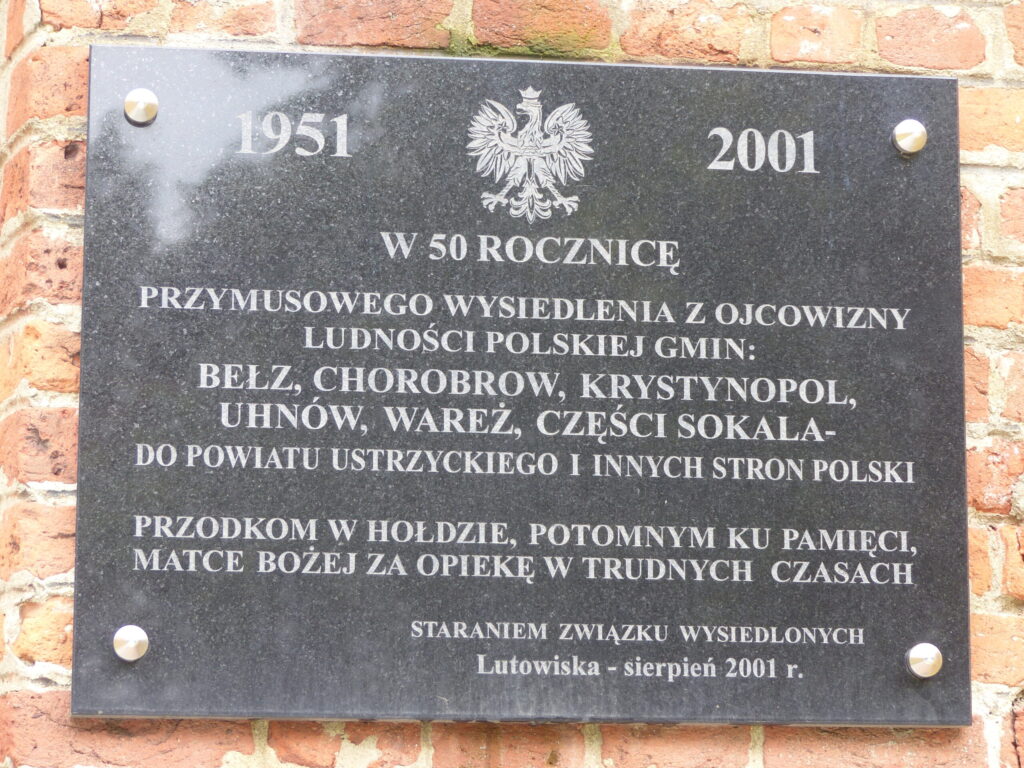 1951 2001
W 50 ROCZNICĘ
PRZYMUSOWEGO WYSIEDLENIA Z OJCOWIZNY
LUDNOŚCI POLSKIEJ GMIN:
BEŁZ, CHOROBROW, KRYSTYNOPOL,
UHNÓW, WARĘŻ, CZĘŚCI SOKALA-
DO POWIATU USTRZYCKIEGO I INNYCH STRON POLSKI
PRZODKOM W HOŁDZIE, POTOMNYM KU PAMIĘCI,
MATCE BOŻEJ ZA OPIEKĘ W TRUDNYCH CZASACH
STARANIEM ZWIĄZKU WYSIEDLONYCH
Lutowiska - sierpień 2001 r.